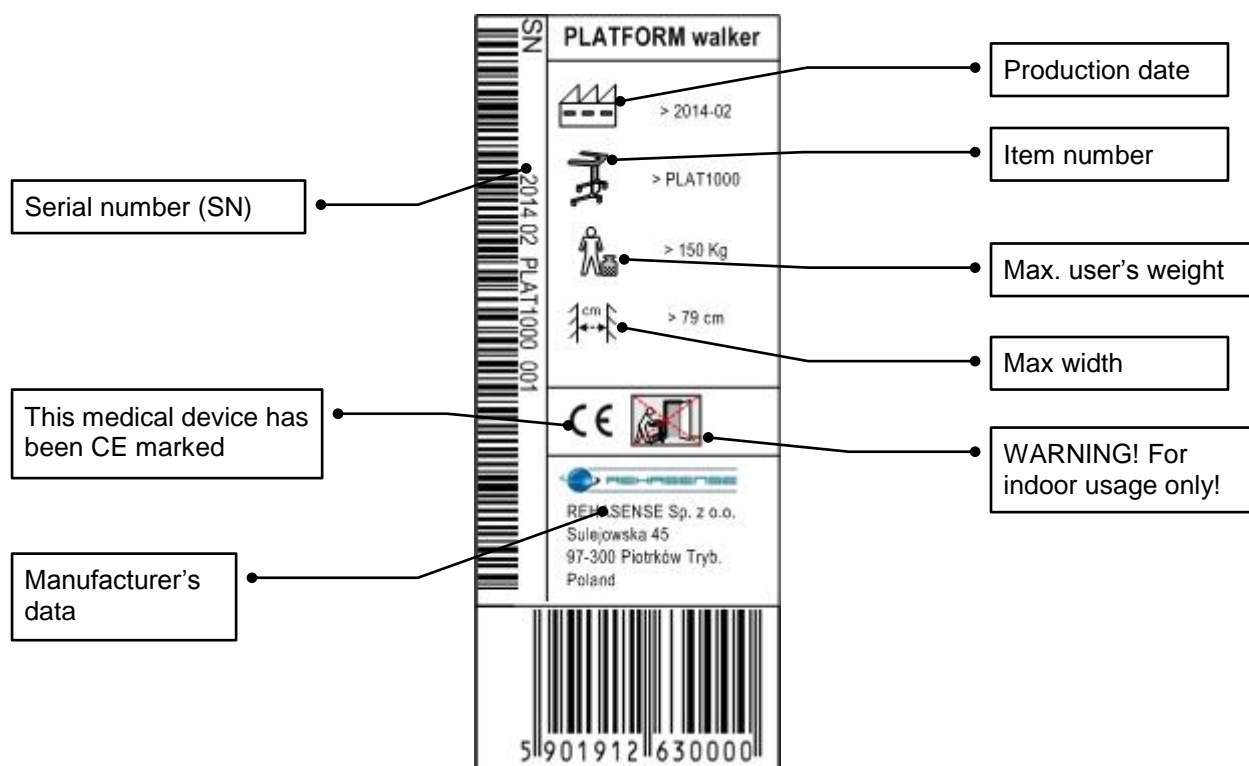 PLATFORM walker
SN
2014 02 PLAT1000 001
> 2014-02
> PLAT1000
> 150 Kg
cm
> 79 cm
CE
REHASENSE
REHASENSE Sp. z o.o.
Sulejowska 45
97-300 Piotrków Tryb.
Poland
5 901912 630000
Serial number (SN)
This medical device has
been CE marked
Manufacturer's
data
Production date
Item number
Max. user's weight
Max width
WARNING! For
indoor usage only!